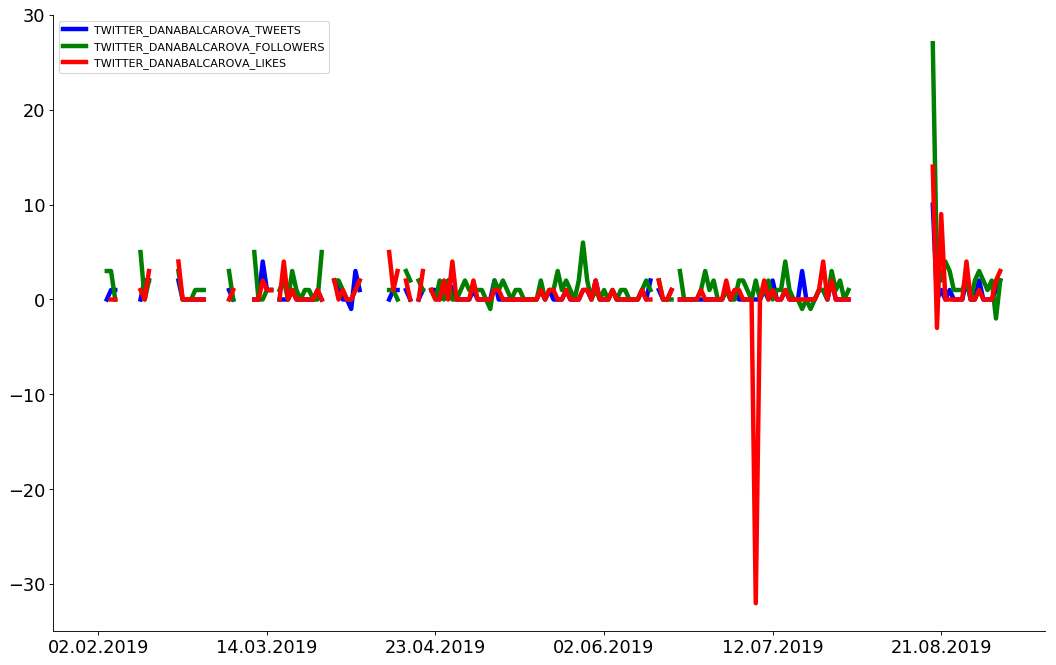 TWITTER_DANABALCAROVA_TWEETS
TWITTER_DANABALCAROVA_FOLLOWERS
TWITTER_DANABALCAROVA_LIKES
30
20
10
0
−10
−20
−30
02.02.2019 14.03.2019 23.04.2019 02.06.2019 12.07.2019 21.08.2019